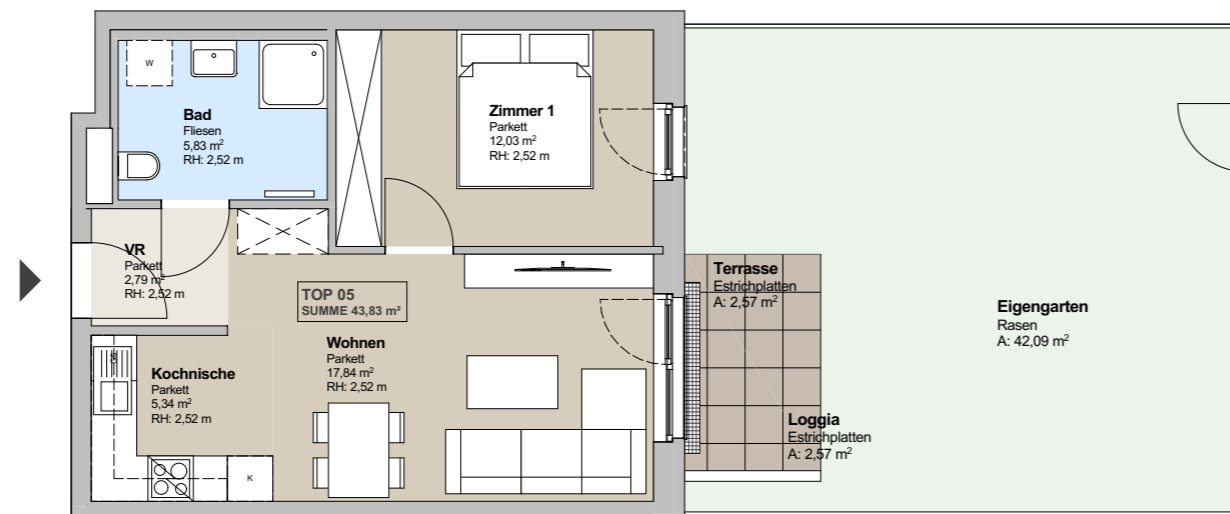 W
Bad
Fliesen
5,83 m²
RH: 2,52 m
Zimmer 1
Parkett
12,03 m²
RH: 2,52 m
VR
Parkett
2,79 m²
RH: 2,52 m
TOP 05
SUMME 43,83 m²
Wohnen
Parkett
17,84 m²
RH: 2,52 m
Kochnische
Parkett
5,34 m²
RH: 2,52 m
GS
K
Terrasse
Estrichplatten
A: 2,57 m²
Loggia
Estrichplatten
A: 2,57 m²
Eigengarten
Rasen
A: 42,09 m²